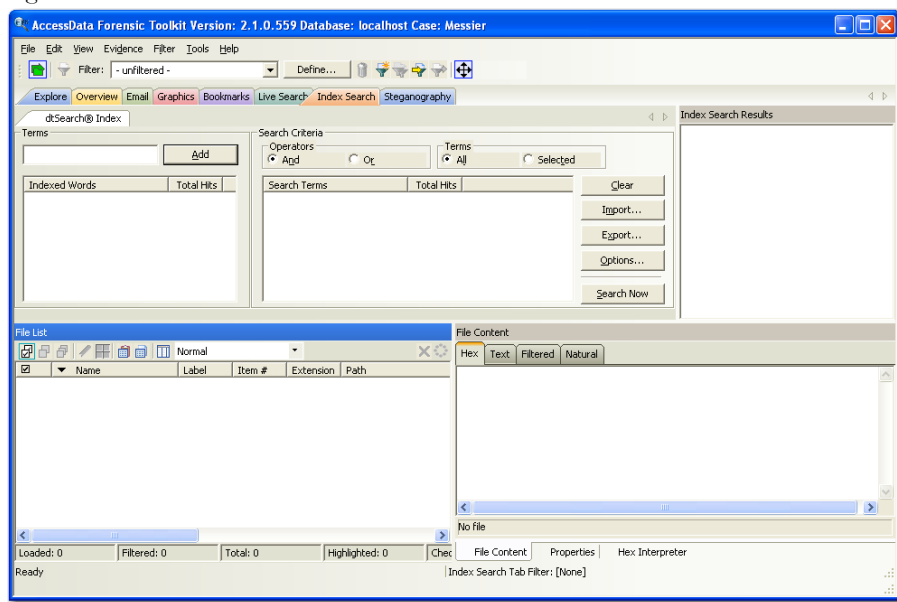 AccessData Forensic Toolkit Version: 2.1.0.559 Database: localhost Case: Messier
File Edit View Evidence Filter Tools Help
Filter: - unfiltered - Define...
Explore Overview Email Graphics Bookmarks Live Search Index Search Steganography
dtSearch® Index
Index Search Results
Terms
Add
Indexed Words Total Hits
Search Criteria
Operators
And Or
Terms
All Selected
Search Terms Total Hits
Clear
Import...
Export...
Options...
Search Now
File List
Normal
Name Label Item # Extension Path
Loaded: 0 Filtered: 0 Total: 0 Highlighted: 0 Chec
File Content
Hex Text Filtered Natural
No file
File Content Properties Hex Interpreter
Ready Index Search Tab Filter: [None]